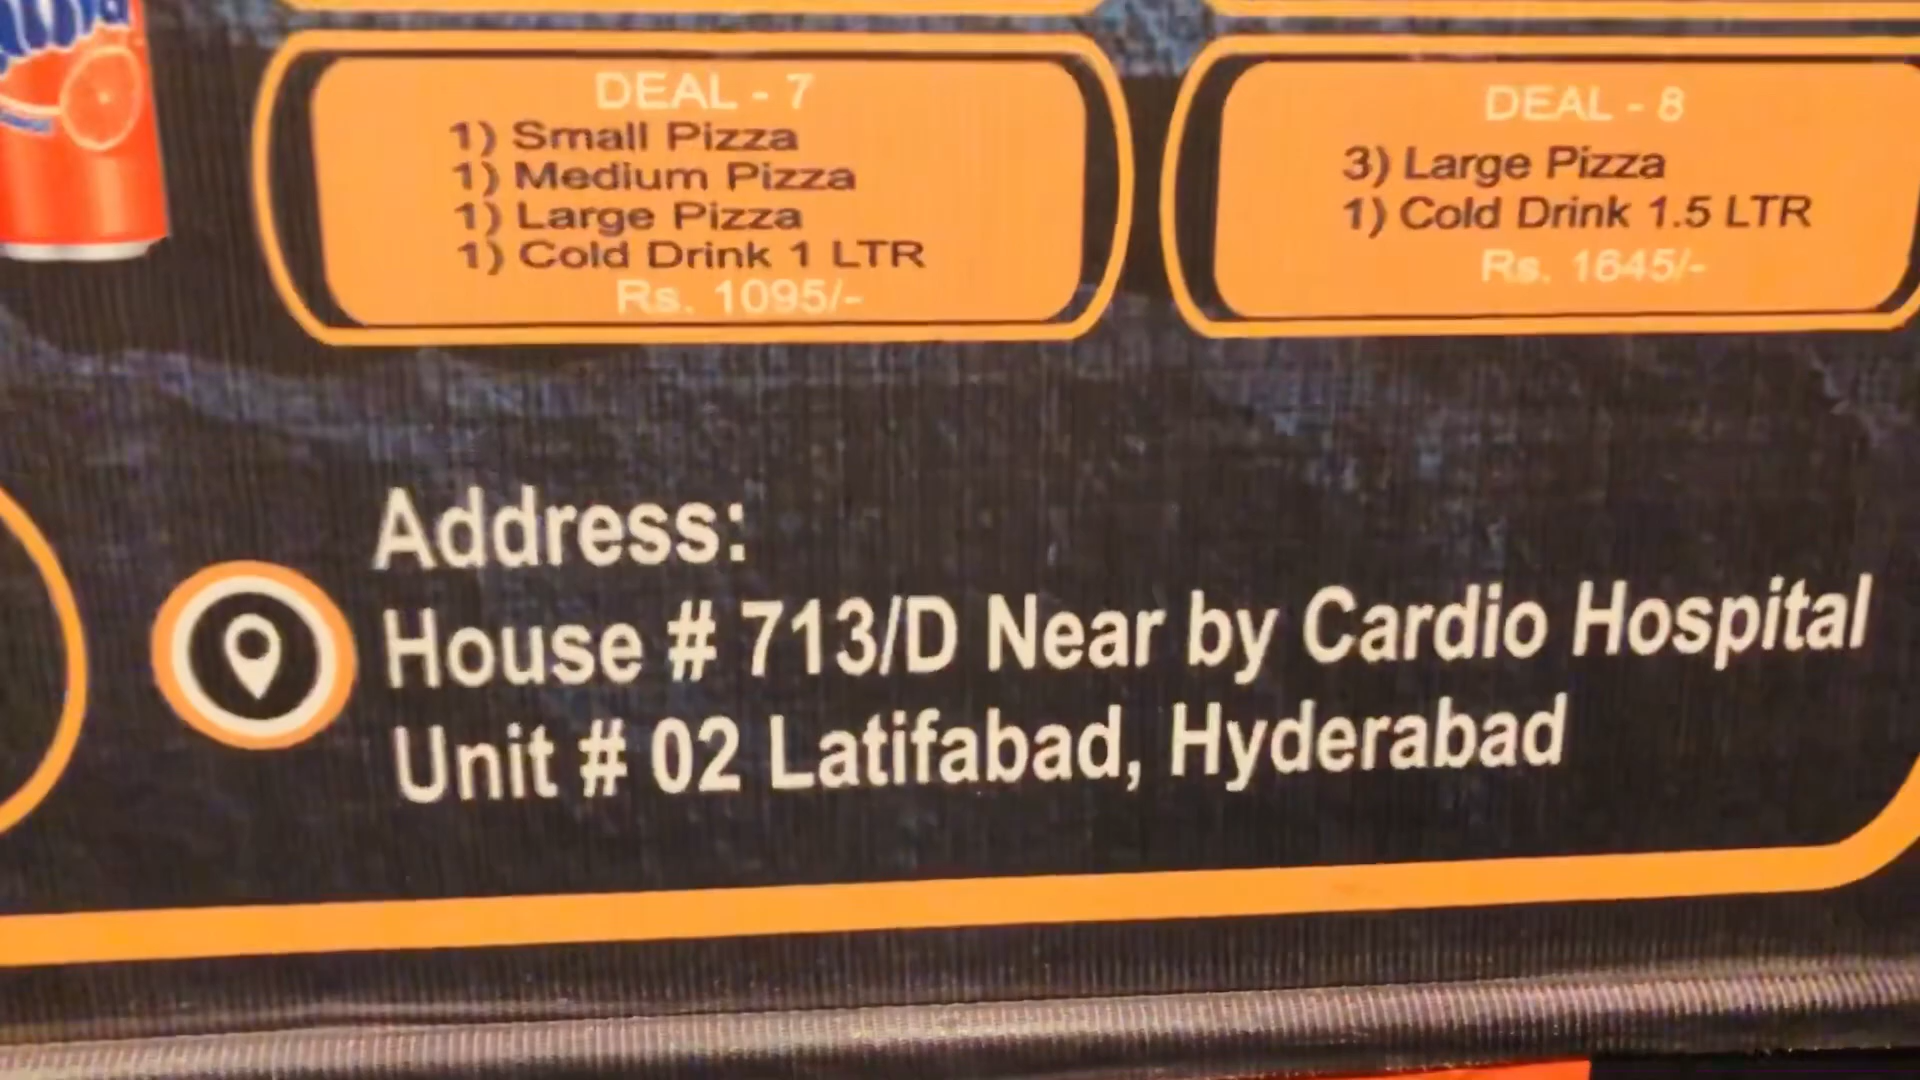 DEAL - 7
1) Small Pizza
1) Medium Pizza
1) Large Pizza
1) Cold Drink 1 LTR
Rs. 1095/-
DEAL - 8
3) Large Pizza
1) Cold Drink 1.5 LTR
Rs. 1645/-
Address:
House # 713/D Near by Cardio Hospital
Unit # 02 Latifabad, Hyderabad